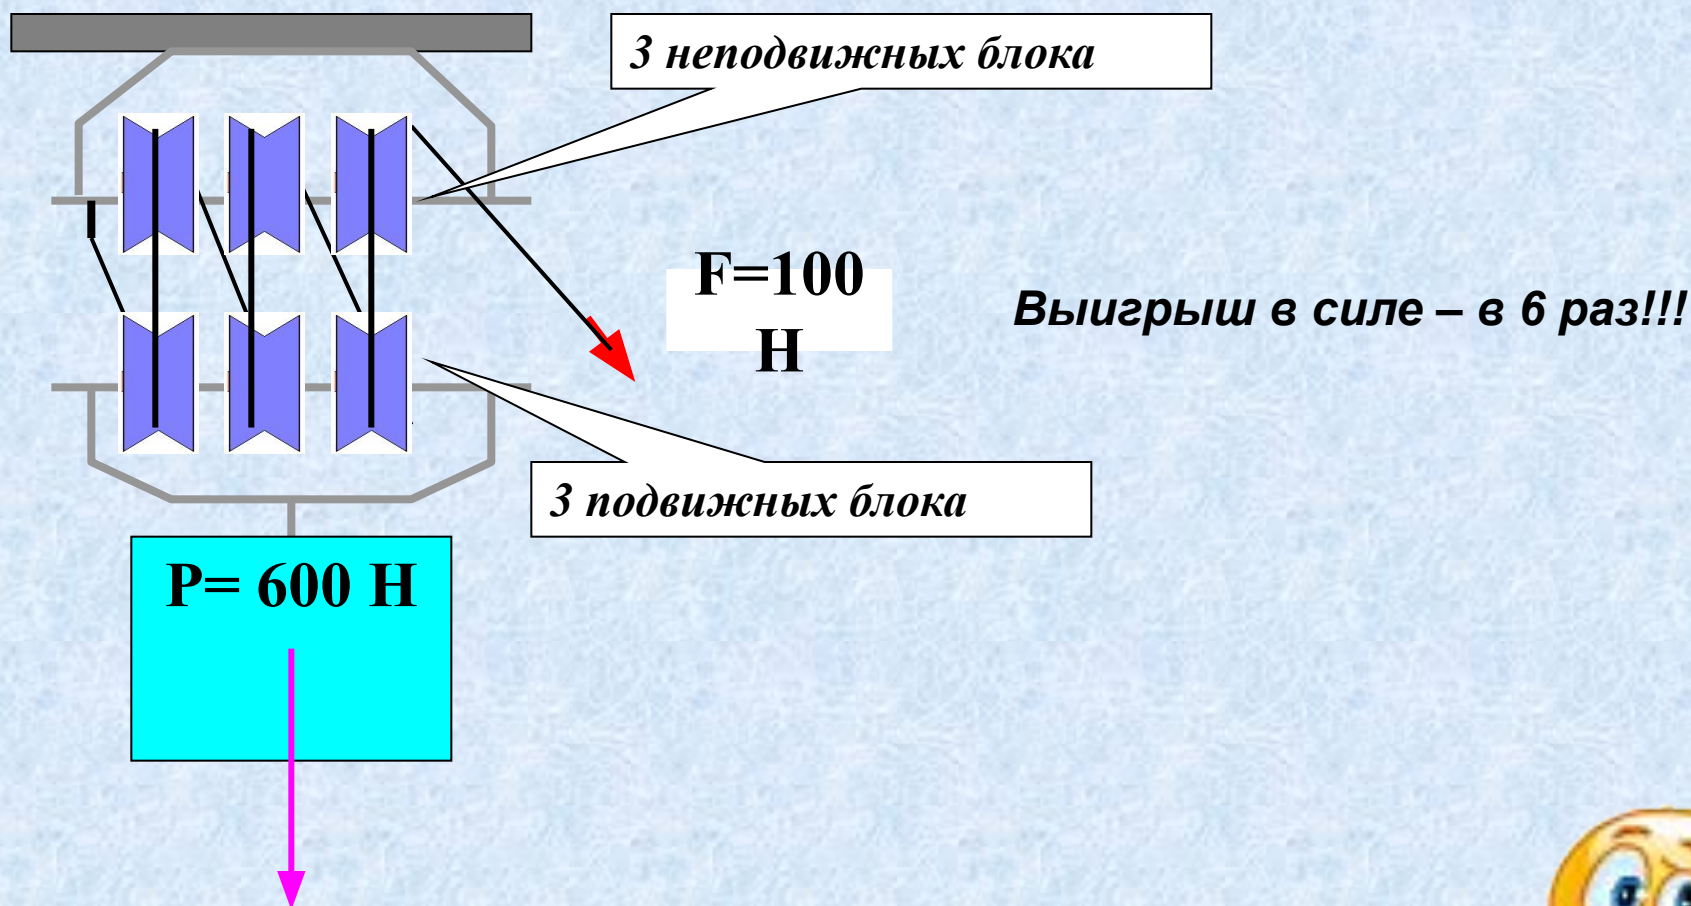 3 неподвижных блока
F=100
Н
Выигрыш в силе – в 6 раз!!!
3 подвижных блока
P= 600 Н